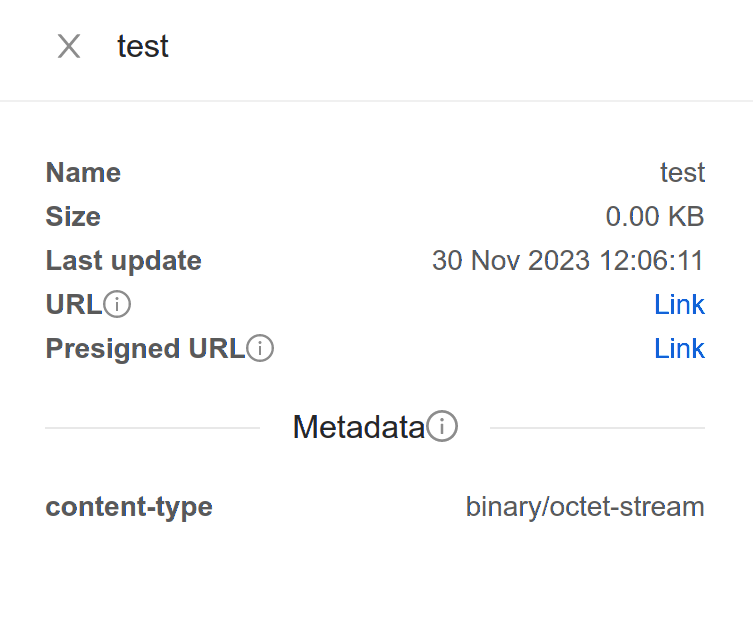 test
Name test
Size 0.00 KB
Last update 30 Nov 2023 12:06:11
URL Link
Presigned URL Link
Metadata
content-type binary/octet-stream